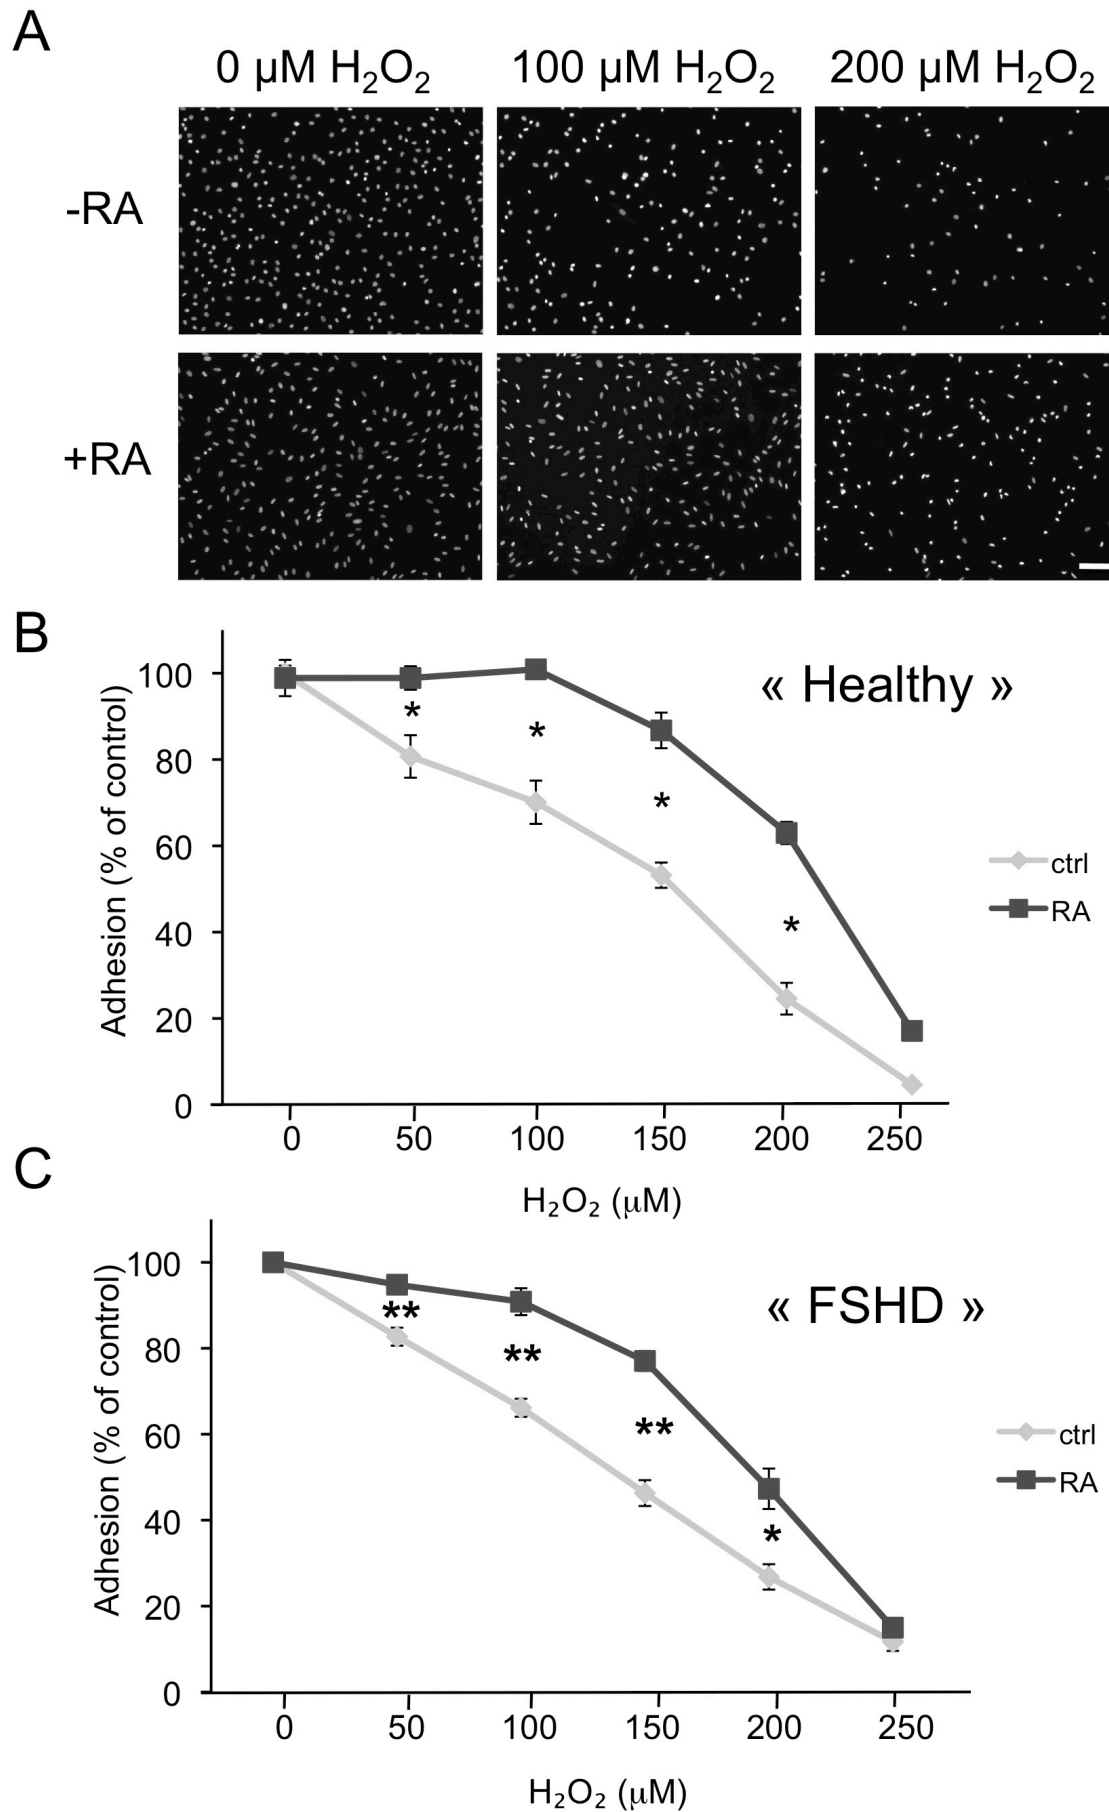 A
0 µM H₂O₂ 100 µM H₂O₂ 200 µM H₂O₂
-RA
+RA
B
« Healthy »
Adhesion (% of control)
100
80
60
40
20
0
*
*
*
*
ctrl
RA
0 50 100 150 200 250
H₂O₂ (µM)
C
« FSHD »
Adhesion (% of control)
100
80
60
40
20
0
**
**
**
*
ctrl
RA
0 50 100 150 200 250
H₂O₂ (µM)